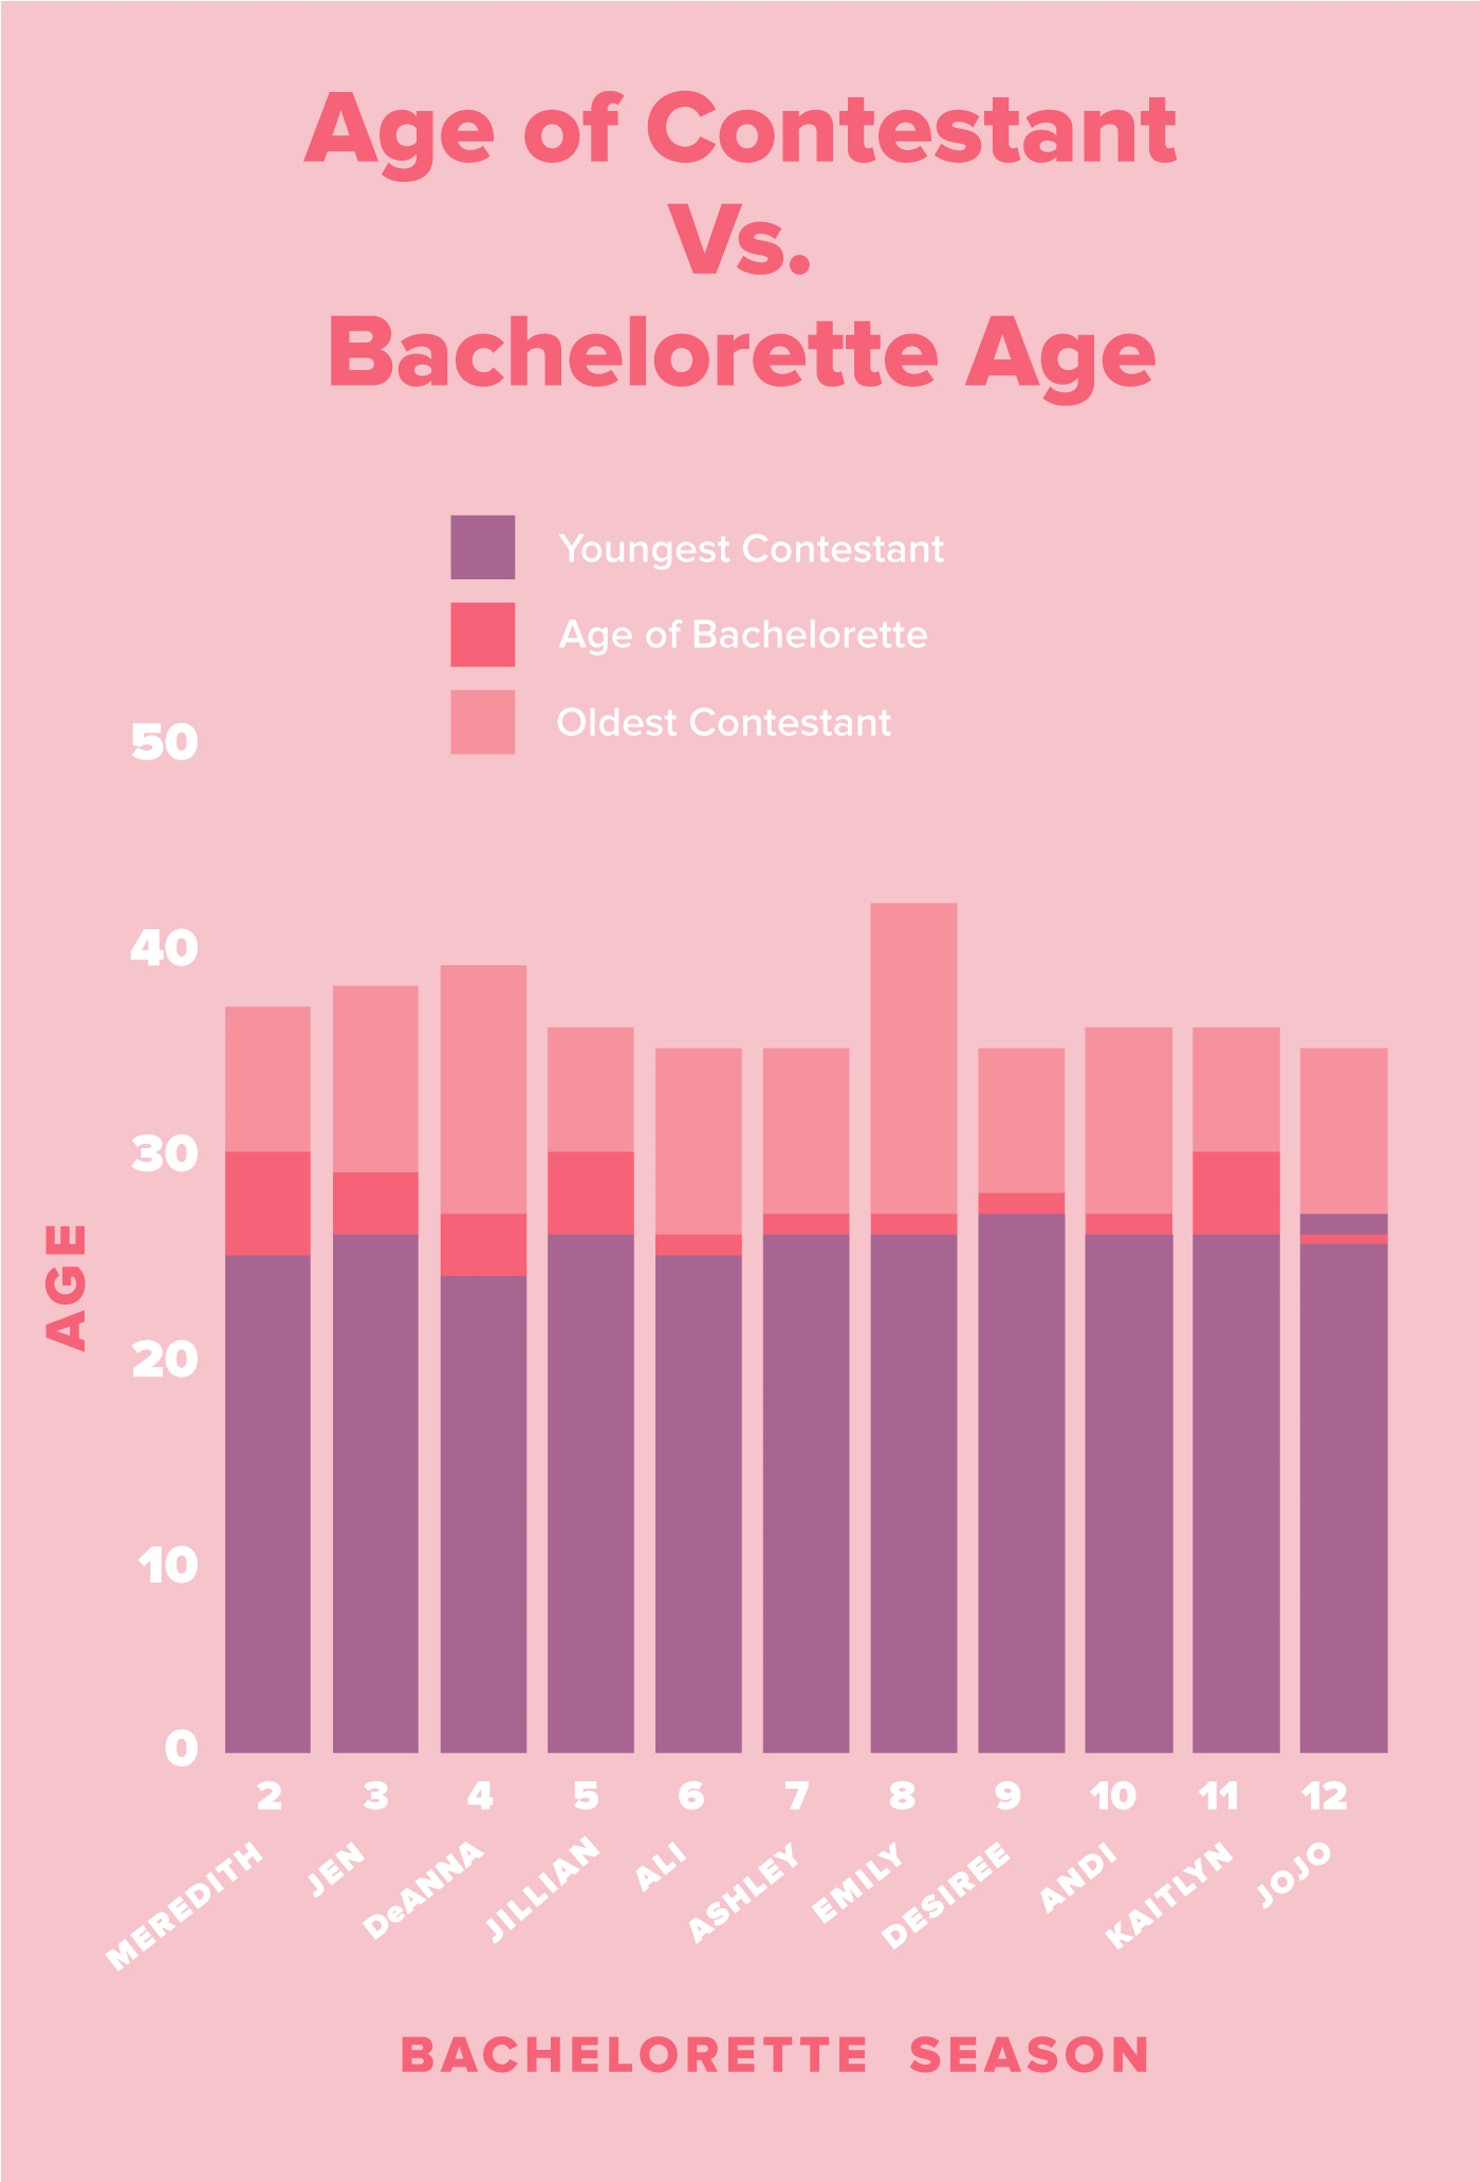 Age of Contestant
Vs.
Bachelorette Age
Youngest Contestant
Age of Bachelorette
Oldest Contestant
50
40
30
20
10
0
AGE
2 3 4 5 6 7 8 9 10 11 12
MEREDITH JEN DeANNA JILLIAN ALI ASHLEY EMILY DESIREE ANDI KAITLYN JOJO
BACHELORETTE SEASON